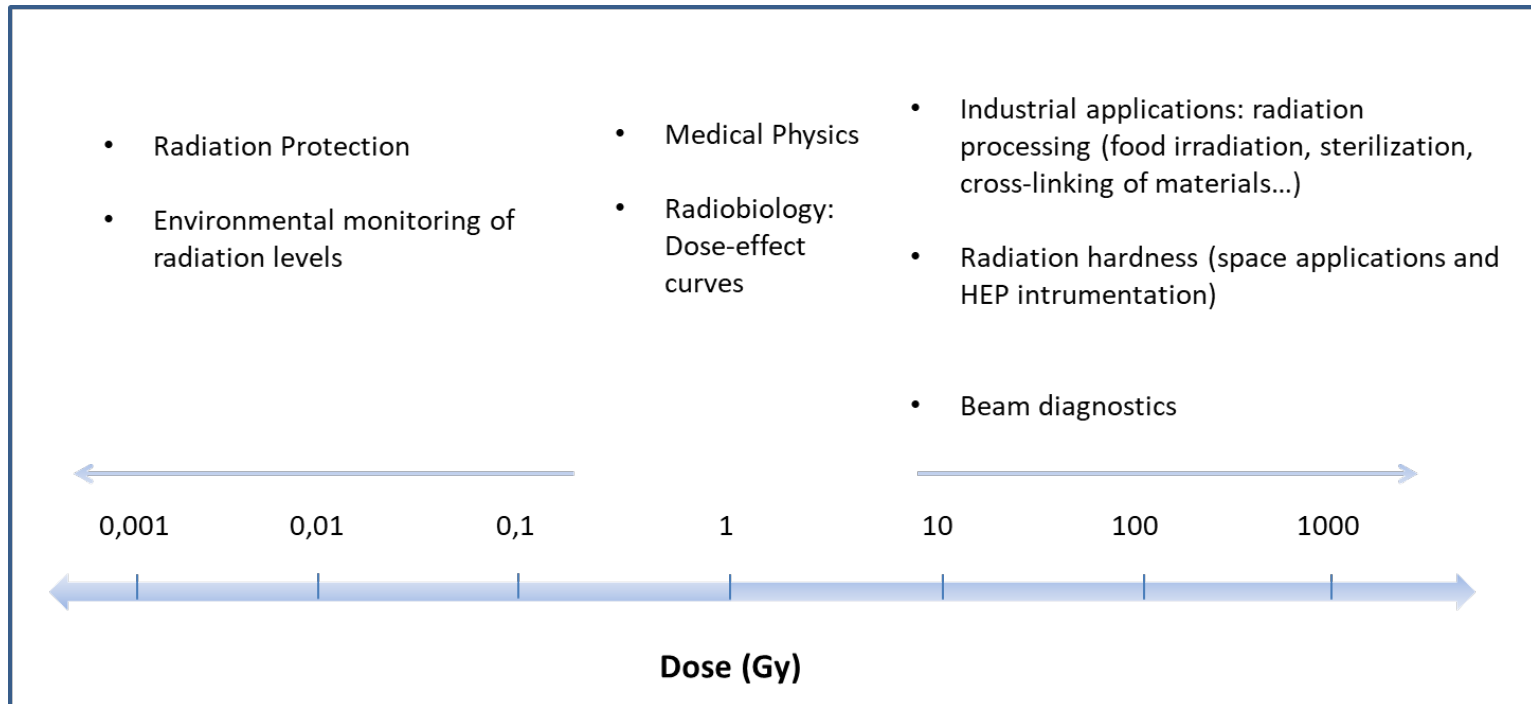 • Radiation Protection
• Environmental monitoring of
radiation levels
• Medical Physics
• Radiobiology:
Dose-effect
curves
• Industrial applications: radiation
processing (food irradiation, sterilization,
cross-linking of materials…)
• Radiation hardness (space applications and
HEP intrumentation)
• Beam diagnostics
0,001 0,01 0,1 1 10 100 1000
Dose (Gy)